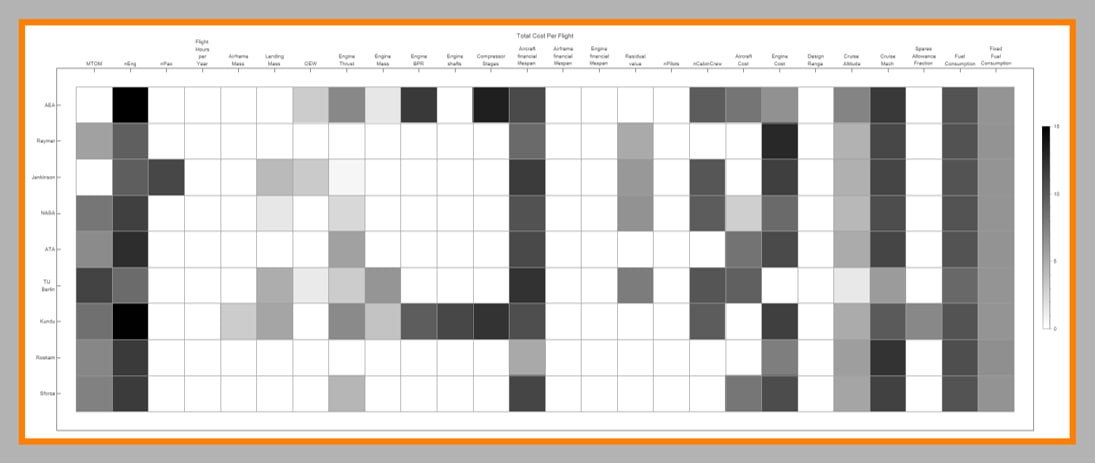 Total Cost Per Flight
MTOM
nEng
nPax
Flight
Hours
per
Year
Airframe
Mass
Landing
Mass
OEW
Engine
Thrust
Engine
Mass
Engine
BPR
Engine
shafts
Compressor
Stages
Aircraft
financial
lifespan
Airframe
financial
lifespan
Engine
financial
lifespan
Residual
value
nPilots
nCabinCrew
Aircraft
Cost
Engine
Cost
Design
Range
Cruise
Altitude
Cruise
Mach
Spares
Allowance
Fraction
Fuel
Consumption
Fixed
Fuel
Consumption
AEA
Raymer
Jenkinson
NASA
ATA
TU
Berlin
Kundu
Roskam
15
10
5
0